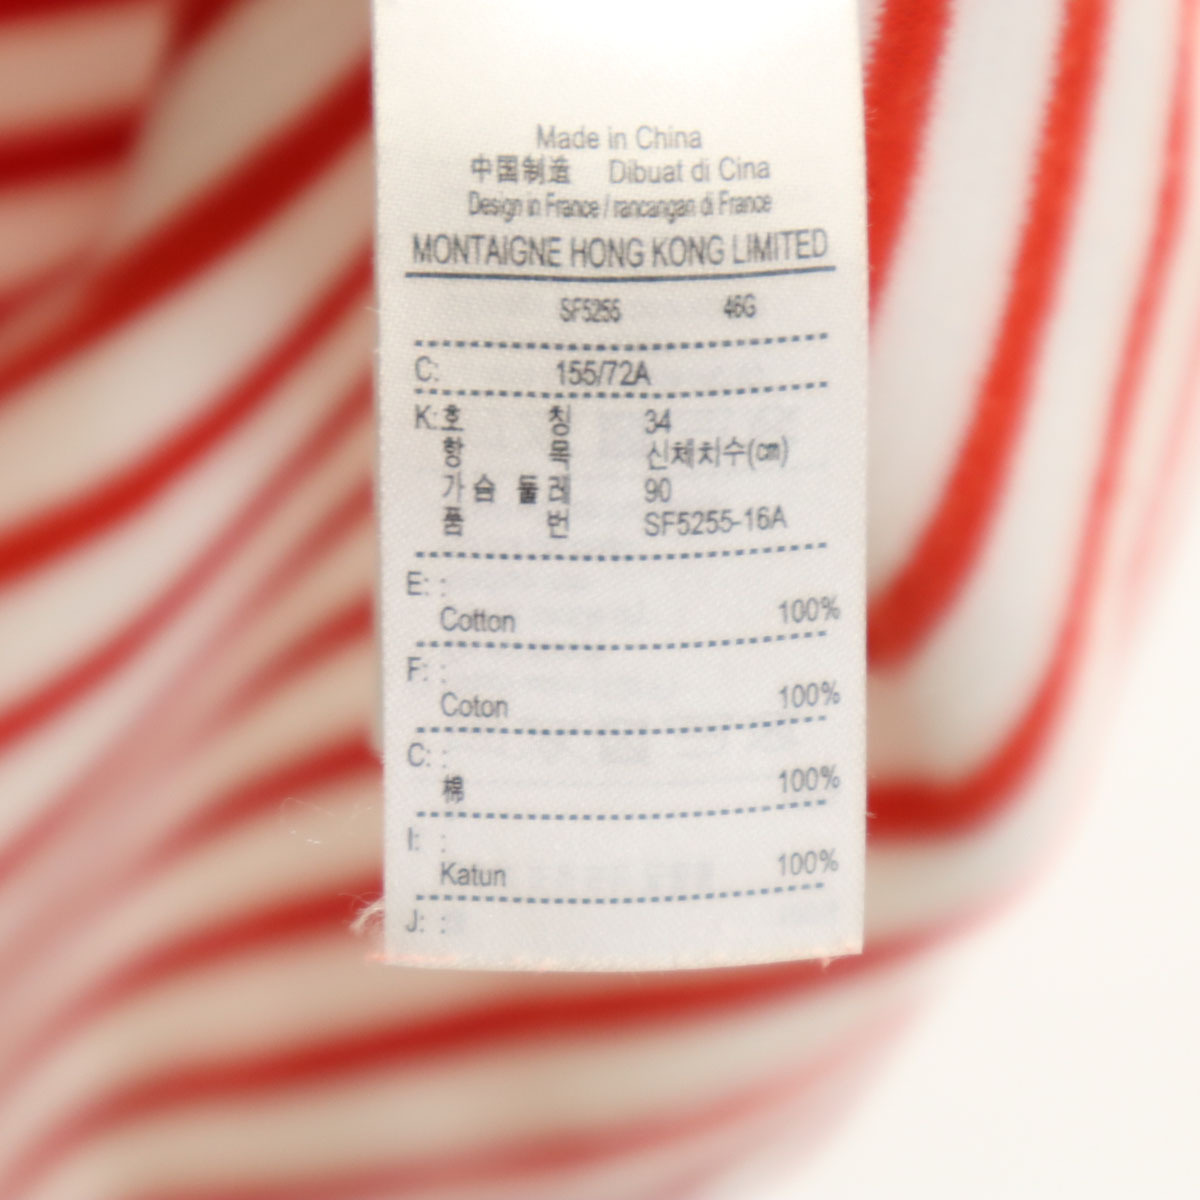 Made in China
中国制造 Dibuat di Cina
Design in France / rancangan di France
MONTAIGNE HONG KONG LIMITED
SF5255 46G
C: 155/72A
K: 호 칭 34
항 목 신체치수(cm)
가 슴 둘 레 90
품 번 SF5255-16A
E: :
Cotton 100%
F: :
Coton 100%
C: :
棉 100%
I: :
Katun 100%
J: :